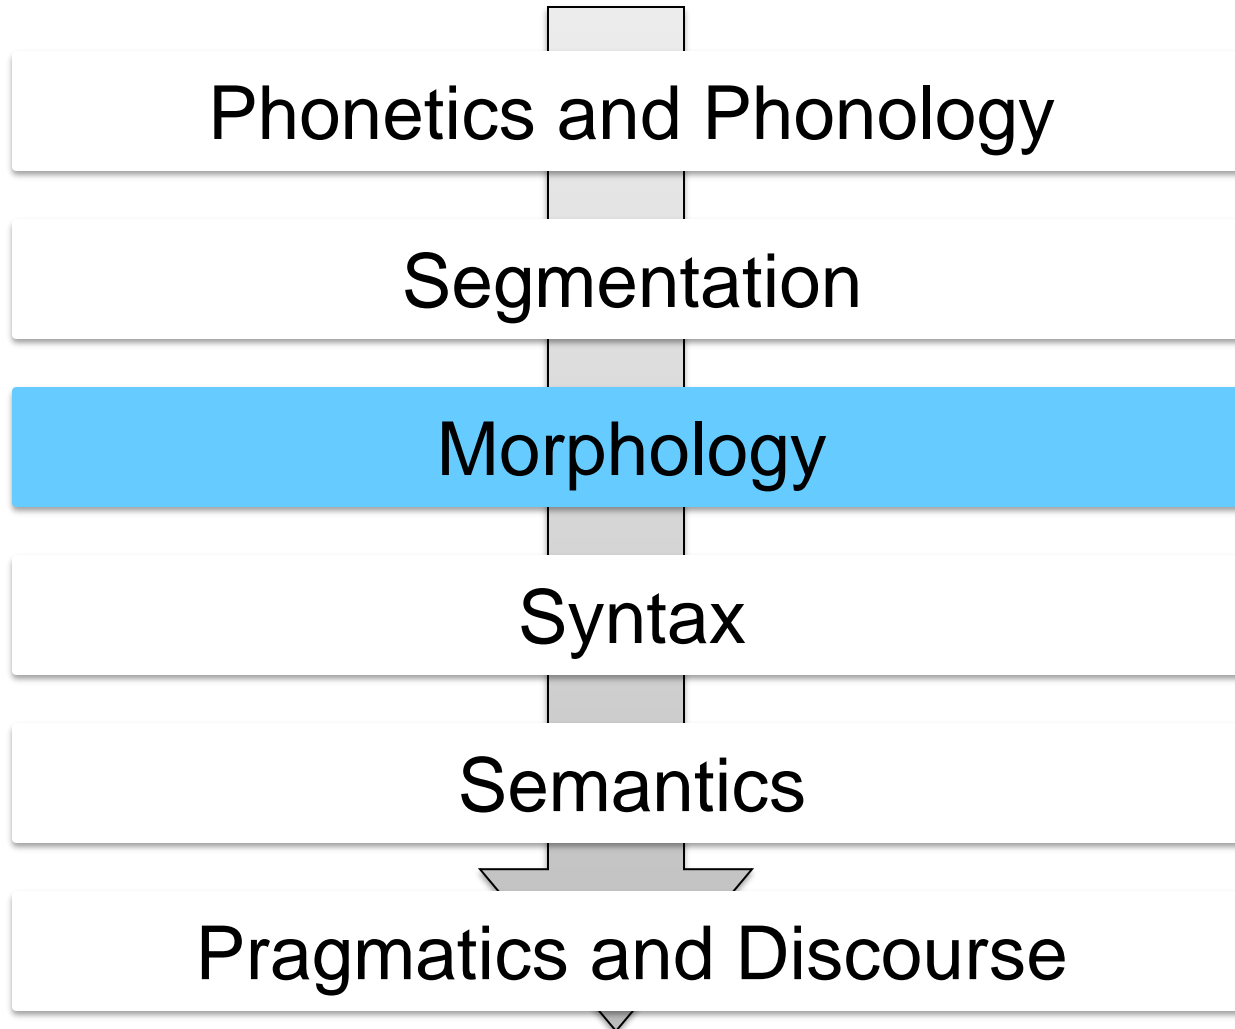 Phonetics and Phonology
Segmentation
Morphology
Syntax
Semantics
Pragmatics and Discourse